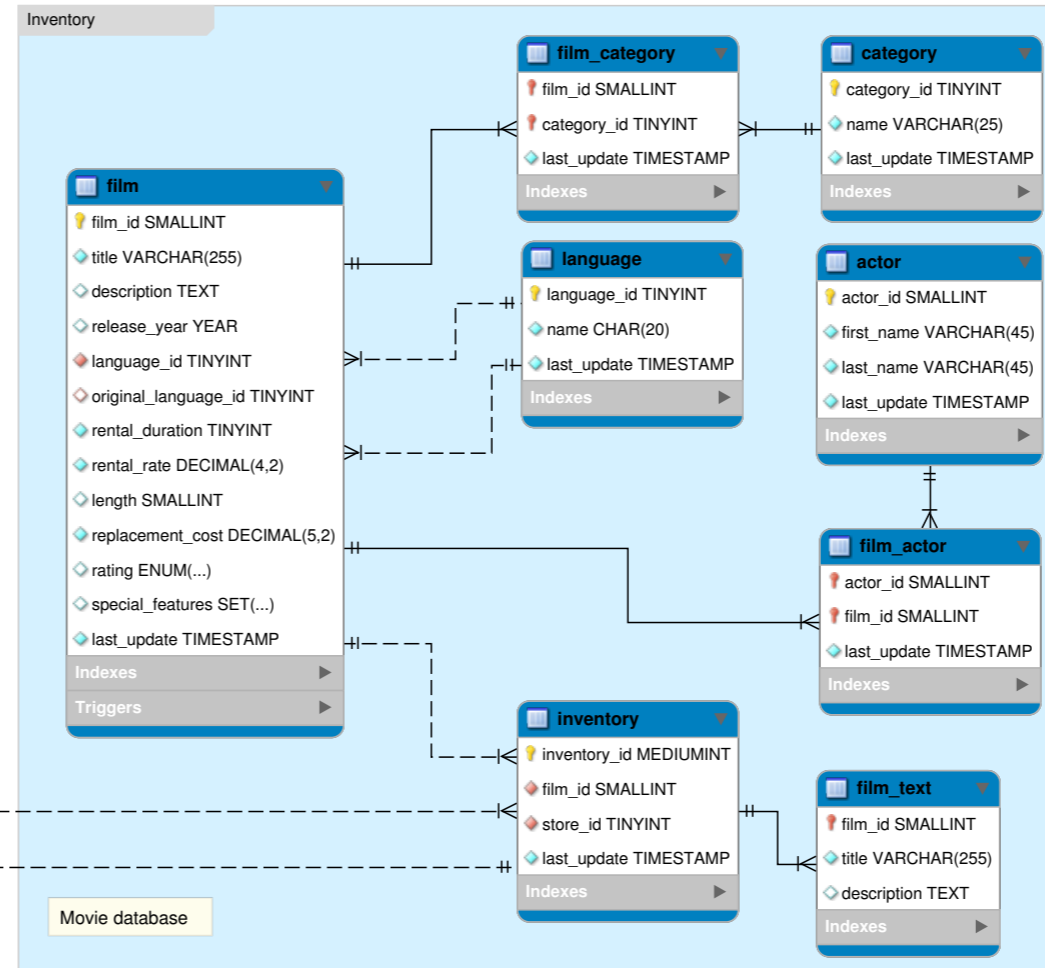 Inventory
film_category
film_id SMALLINT
category_id TINYINT
last_update TIMESTAMP
Indexes
category
category_id TINYINT
name VARCHAR(25)
last_update TIMESTAMP
Indexes
film
film_id SMALLINT
title VARCHAR(255)
description TEXT
release_year YEAR
language_id TINYINT
original_language_id TINYINT
rental_duration TINYINT
rental_rate DECIMAL(4,2)
length SMALLINT
replacement_cost DECIMAL(5,2)
rating ENUM(...)
special_features SET(...)
last_update TIMESTAMP
Indexes
Triggers
language
language_id TINYINT
name CHAR(20)
last_update TIMESTAMP
Indexes
actor
actor_id SMALLINT
first_name VARCHAR(45)
last_name VARCHAR(45)
last_update TIMESTAMP
Indexes
film_actor
actor_id SMALLINT
film_id SMALLINT
last_update TIMESTAMP
Indexes
inventory
inventory_id MEDIUMINT
film_id SMALLINT
store_id TINYINT
last_update TIMESTAMP
Indexes
film_text
film_id SMALLINT
title VARCHAR(255)
description TEXT
Indexes
Movie database